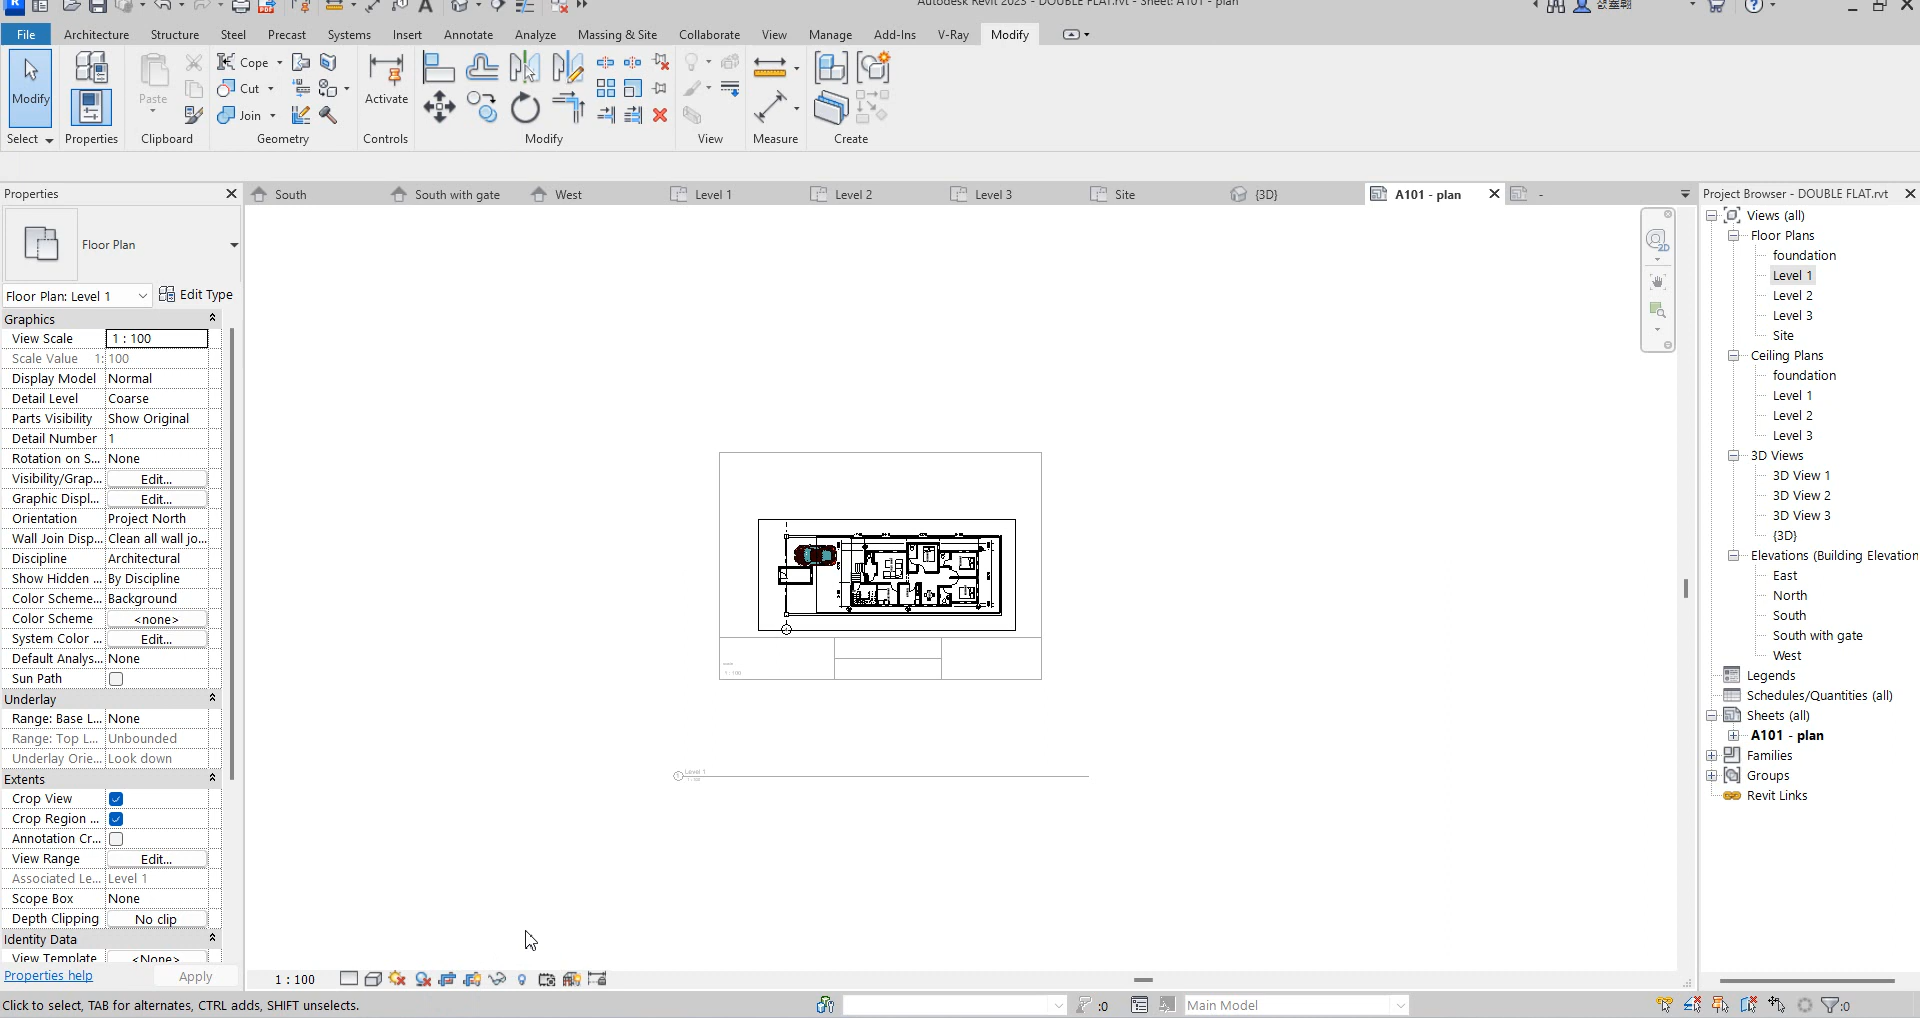 Autodesk Revit 2023 - DOUBLE FLAT.rvt - Sheet: A101 - plan
File Architecture Structure Steel Precast Systems Insert Annotate Analyze Massing & Site Collaborate View Manage Add-Ins V-Ray Modify
Modify Cope Cut Join Paste Activate
Select Properties Clipboard Geometry Controls Modify View Measure Create
Properties
South South with gate West Level 1 Level 2 Level 3 Site {3D} A101 - plan -
Project Browser - DOUBLE FLAT.rvt
Floor Plan
Floor Plan: Level 1 Edit Type
Graphics
View Scale 1 : 100
Scale Value 1: 100
Display Model Normal
Detail Level Coarse
Parts Visibility Show Original
Detail Number 1
Rotation on S... None
Visibility/Grap... Edit...
Graphic Displ... Edit...
Orientation Project North
Wall Join Disp... Clean all wall jo...
Discipline Architectural
Show Hidden ... By Discipline
Color Scheme... Background
Color Scheme <none>
System Color ... Edit...
Default Analys... None
Sun Path
Underlay
Range: Base L... None
Range: Top L... Unbounded
Underlay Orie... Look down
Extents
Crop View
Crop Region ...
Annotation Cr...
View Range Edit...
Associated Le... Level 1
Scope Box None
Depth Clipping No clip
Identity Data
View Template <None>
Properties help Apply
2D
1 : 100
Level 1
Views (all)
Floor Plans
foundation
Level 1
Level 2
Level 3
Site
Ceiling Plans
foundation
Level 1
Level 2
Level 3
3D Views
3D View 1
3D View 2
3D View 3
{3D}
Elevations (Building Elevation
East
North
South
South with gate
West
Legends
Schedules/Quantities (all)
Sheets (all)
A101 - plan
Families
Groups
Revit Links
1 : 100
Click to select, TAB for alternates, CTRL adds, SHIFT unselects.
:0
Main Model
:0